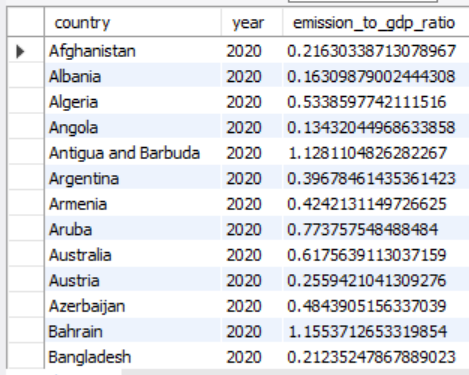 country year emission_to_gdp_ratio
Afghanistan 2020 0.21630338713078967
Albania 2020 0.16309879002444308
Algeria 2020 0.5338597742111516
Angola 2020 0.13432044968633858
Antigua and Barbuda 2020 1.1281104826282267
Argentina 2020 0.39678461435361423
Armenia 2020 0.4242131149726625
Aruba 2020 0.773757548488484
Australia 2020 0.6175639113037159
Austria 2020 0.2559421041309276
Azerbaijan 2020 0.4843905156337039
Bahrain 2020 1.1553712653319854
Bangladesh 2020 0.21235247867889023